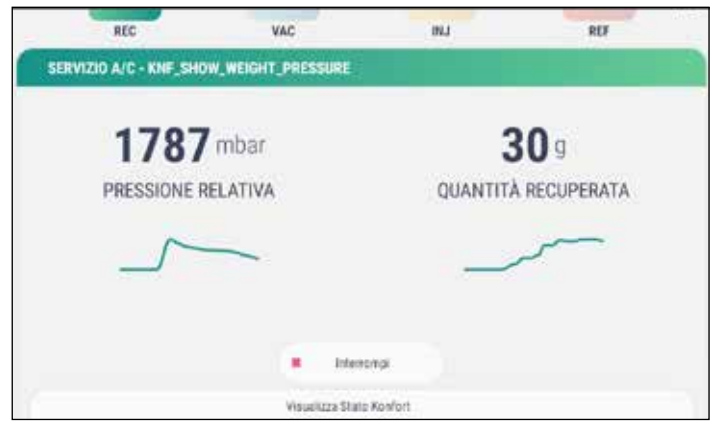 REC VAC INJ REF
SERVIZIO A/C - KNF_SHOW_WEIGHT_PRESSURE
1787 mbar 30 g
PRESSIONE RELATIVA QUANTITÀ RECUPERATA
Interrompi
Visualizza Stato Konfort